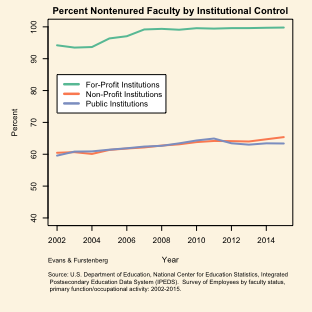 Percent Nontenured Faculty by Institutional Control
100
90
80
70
60
50
40
Percent
For-Profit Institutions
Non-Profit Institutions
Public Institutions
2002 2004 2006 2008 2010 2012 2014
Evans & Furstenberg
Year
Source: U.S. Department of Education, National Center for Education Statistics, Integrated
Postsecondary Education Data System (IPEDS). Survey of Employees by faculty status,
primary function/occupational activity: 2002-2015.